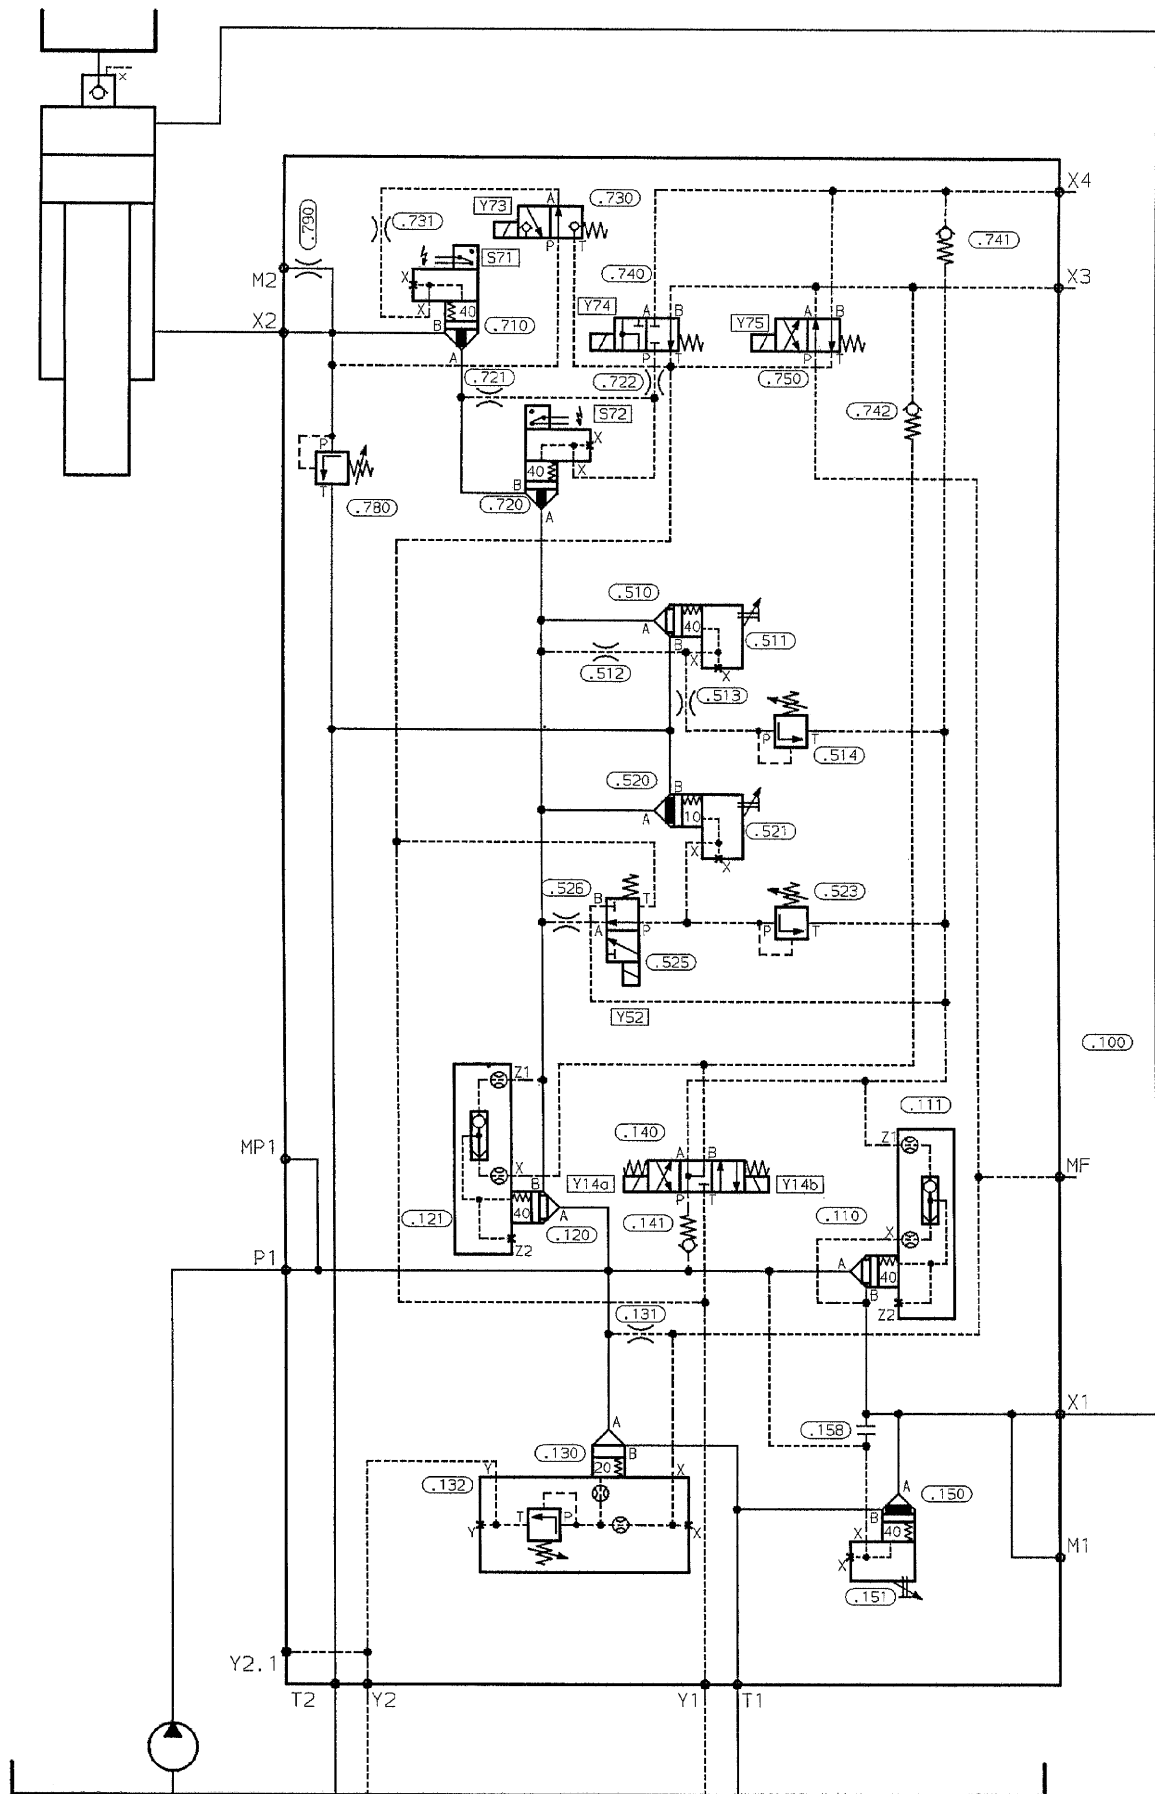 x
X4
.730
A
Y73
.731
.790
P T
S71
.741
X
.740
M2
X3
A B
X 40
Y74
Y75
X2
B
.710
P T
P T
A
.721
.722
.750
.742
S72
X
P
40
X
T
B
.780
.720
A
.510
A
40
B
X
.511
.512
X
.513
P T
.514
.520
B
A
10
.521
X
X
.526
B T
.523
A P
P T
.525
Y52
.100
Z1
.111
.140
MP1
A B
Z1
X
Y14a
Y14b
MF
B
P T
.121
40
A
.120
.141
.110
X
Z2
P1
A
40
B
Z2
.131
X1
A
.158
.130
B
Y
20
X
A
.132
.150
B
T P
X
40
Y
X
M1
X
.151
Y2.1
T2
Y2
Y1
T1